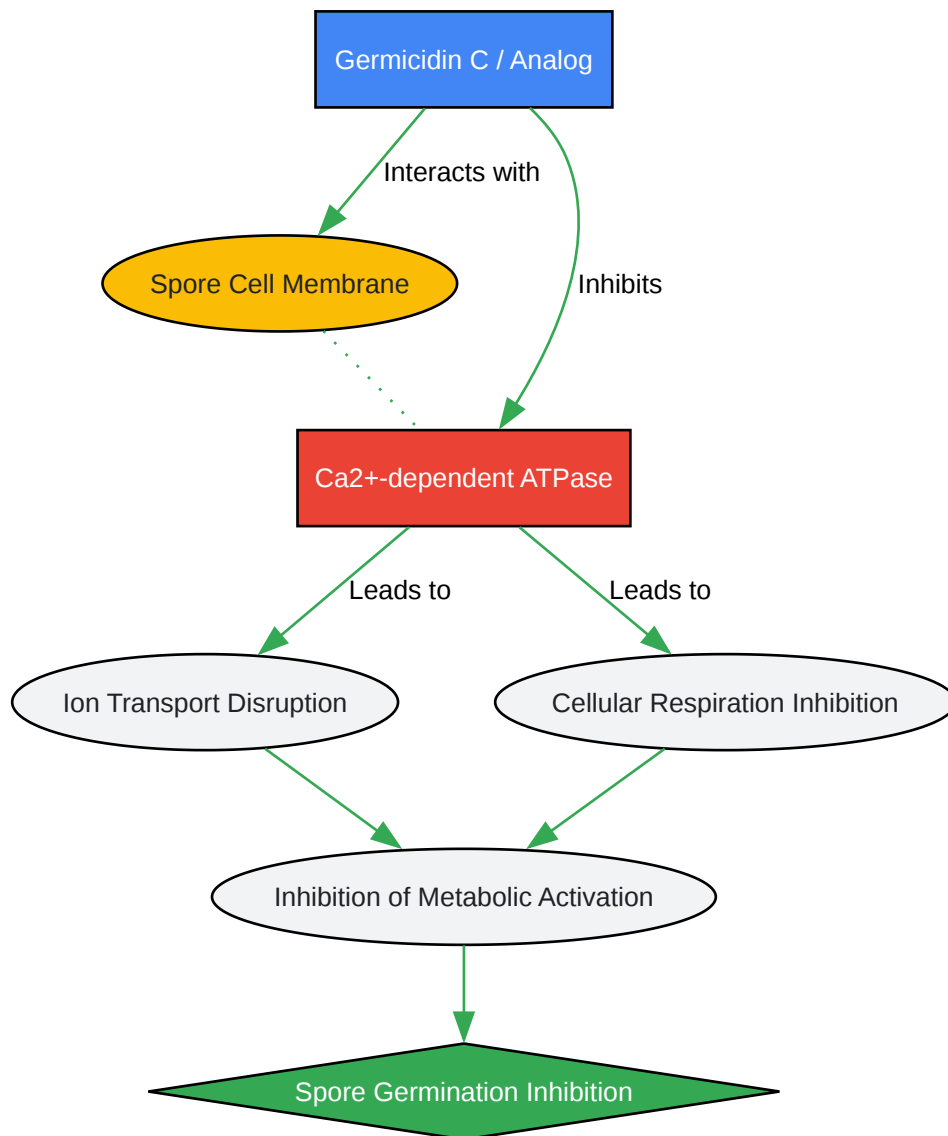 Germicidin C / Analog
Interacts with
Spore Cell Membrane
Inhibits
Ca2+-dependent ATPase
Leads to
Leads to
Ion Transport Disruption
Cellular Respiration Inhibition
Inhibition of Metabolic Activation
Spore Germination Inhibition